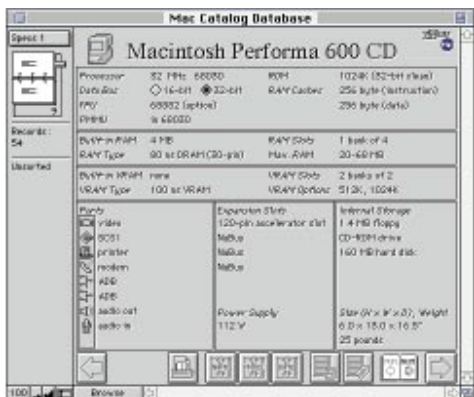 Mac Catalog Database
Specs 1
Macintosh Performa 600 CD
Records:
54
Unsorted
Processor 32 MHz 68030
Data Bus 16-bit 32-bit
FPU 68882 (option)
PMMU in 68030
ROM 1024K (32-bit clean)
RAM Caches 256 byte (instruction)
256 byte (data)
Built-in RAM 4 MB
RAM Type 80 ns DRAM (30-pin)
RAM Slots 1 bank of 4
Max. RAM 20-68 MB
Built-in VRAM none
VRAM Type 100 ns VRAM
VRAM Slots 2 banks of 2
VRAM Options 512K, 1024K
Ports
video
SCSI
printer
modem
ADB
ADB
audio out
audio in
Expansion Slots
120-pin accelerator slot
NuBus
NuBus
NuBus
Power Supply
112 W
Internal Storage
1.4 MB floppy
CD-ROM drive
160 MB hard disk
Size (H x W x D), Weight
6.0 x 13.0 x 16.5"
25 pounds
100
Browse